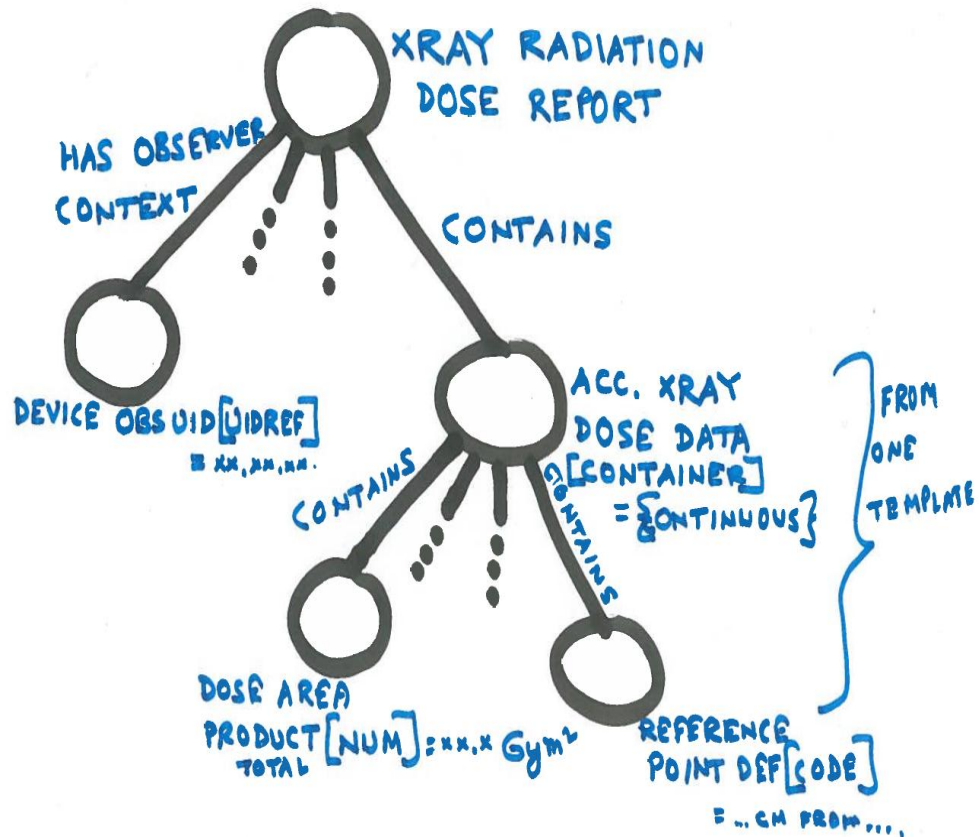 XRAY RADIATION
DOSE REPORT
HAS OBSERVER
CONTEXT
CONTAINS
DEVICE OBS UID[UIDREF]
= xx.xx.xx.
ACC. XRAY
DOSE DATA
[CONTAINER]
= {CONTINUOUS}
FROM
ONE
TEMPLATE
CONTAINS
CONTAINS
DOSE AREA
PRODUCT [NUM] = xx.x Gym²
TOTAL
REFERENCE
POINT DEF[CODE]
= ... CM FROM ....